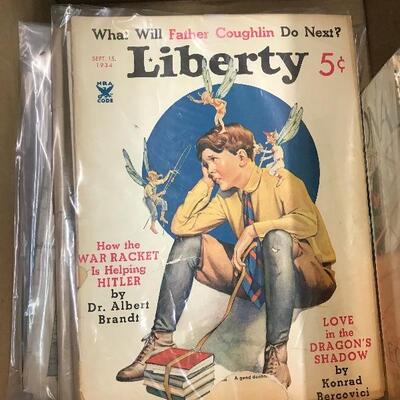 What Will Father Coughlin Do Next?
SEPT. 15,
1934
Liberty
5¢
NRA
CODE
How the
WAR RACKET
Is Helping
HITLER
by
Dr. Albert
Brandt
LOVE
in the
DRAGON'S
SHADOW
by
Konrad
Bercovici
A good